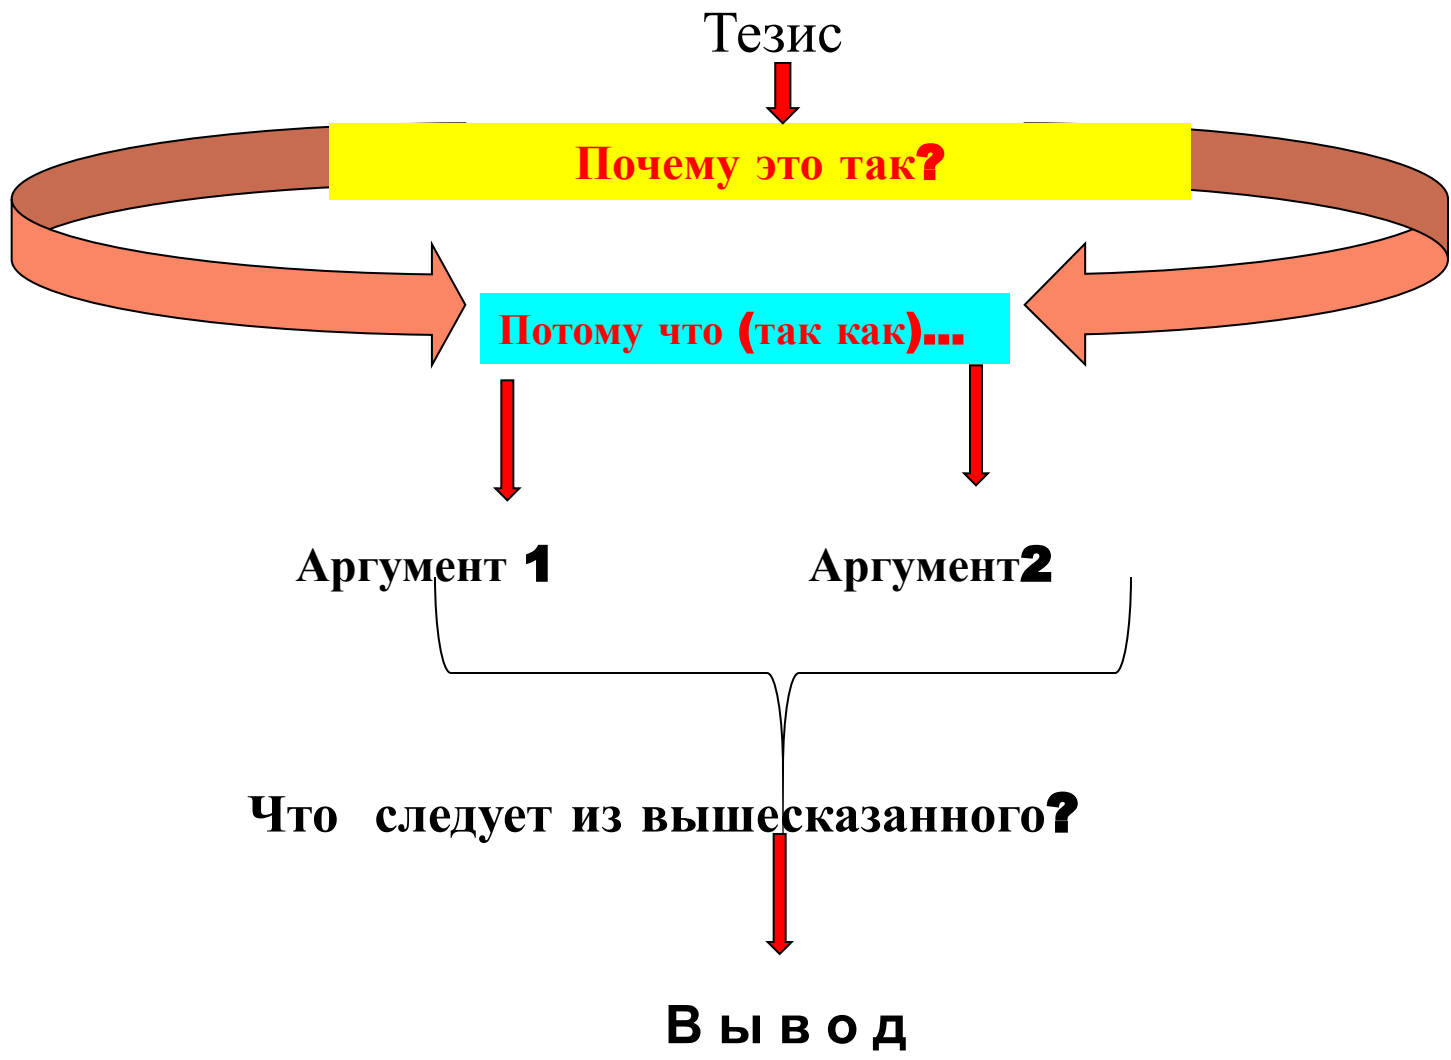 Тезис
Почему это так?
Потому что (так как)...
Аргумент 1 Аргумент2
Что следует из вышесказанного?
В ы в о д